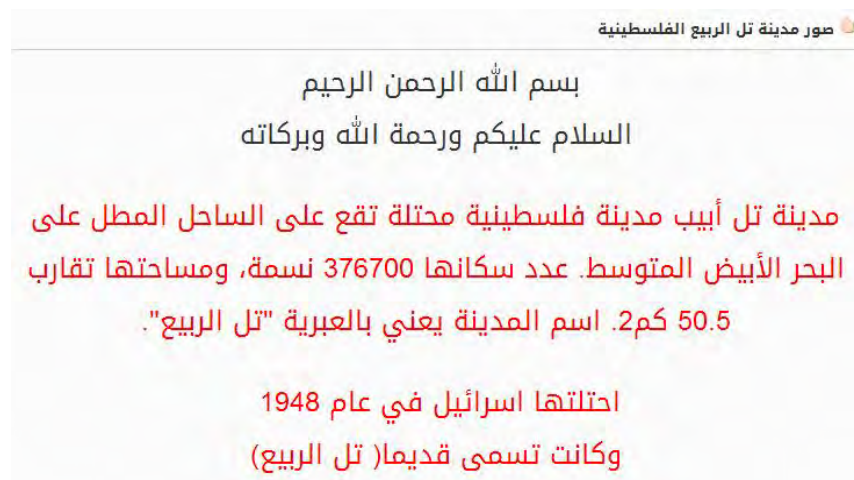 صور مدينة تل الربيع الفلسطينية
بسم الله الرحمن الرحيم
السلام عليكم ورحمة الله وبركاته
مدينة تل أبيب مدينة فلسطينية محتلة تقع على الساحل المطل على
البحر الأبيض المتوسط. عدد سكانها 376700 نسمة، ومساحتها تقارب
50.5 كم2. اسم المدينة يعني بالعبرية "تل الربيع".
احتلتها اسرائيل في عام 1948
وكانت تسمى قديما( تل الربيع)